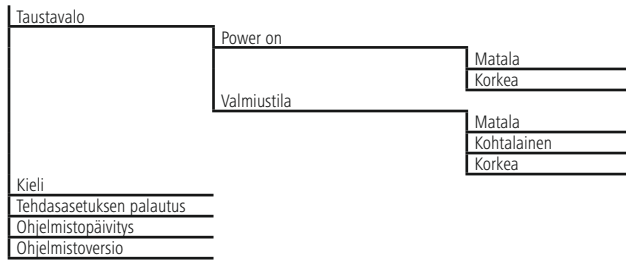 Taustavalo
Power on
Matala
Korkea
Valmiustila
Matala
Kohtalainen
Korkea
Kieli
Tehdasasetuksen palautus
Ohjelmistopäivitys
Ohjelmistoversio